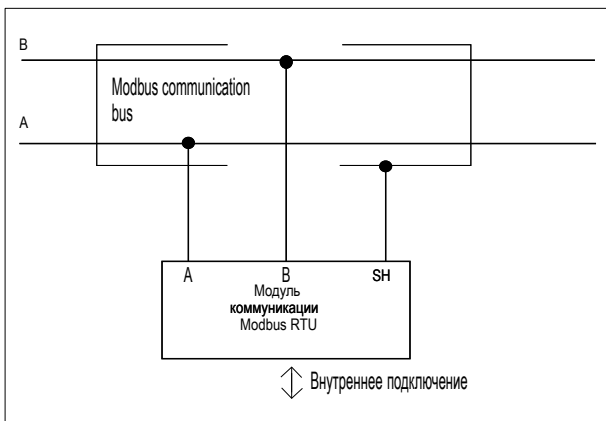 B
Modbus communication
bus
A
A B SH
Модуль
коммуникации
Modbus RTU
Внутреннее подключение